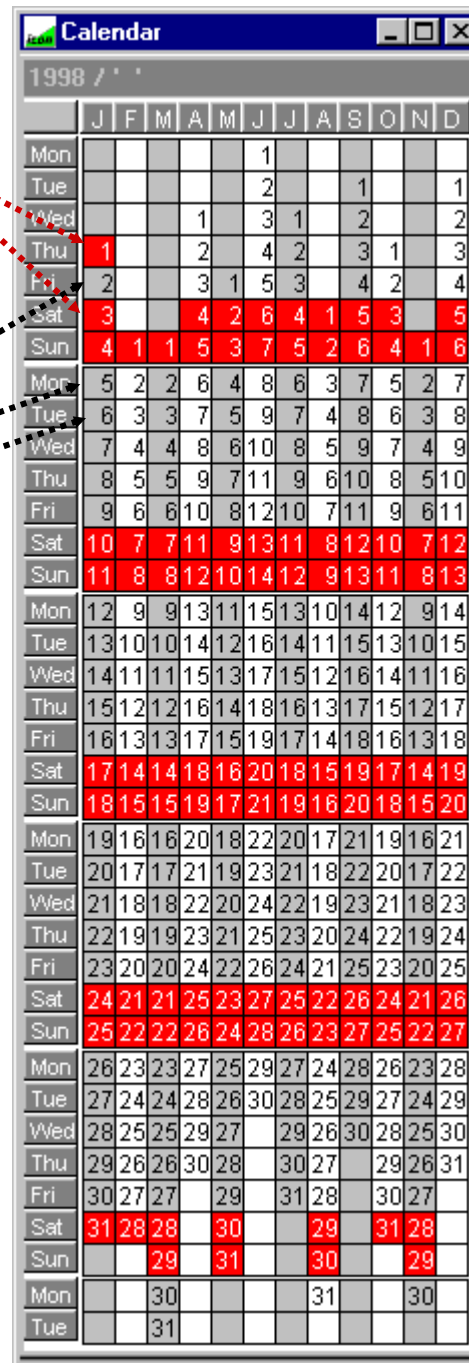 icon Calendar
1998 / ' '
J F M A M J J A S O N D
Mon 1
Tue 2 1 1
Wed 1 3 1 2 2
Thu 1 2 4 2 3 1 3
Fri 2 3 1 5 3 4 2 4
Sat 3 4 2 6 4 1 5 3 5
Sun 4 1 1 5 3 7 5 2 6 4 1 6
Mon 5 2 2 6 4 8 6 3 7 5 2 7
Tue 6 3 3 7 5 9 7 4 8 6 3 8
Wed 7 4 4 8 6 10 8 5 9 7 4 9
Thu 8 5 5 9 7 11 9 6 10 8 5 10
Fri 9 6 6 10 8 12 10 7 11 9 6 11
Sat 10 7 7 11 9 13 11 8 12 10 7 12
Sun 11 8 8 12 10 14 12 9 13 11 8 13
Mon 12 9 9 13 11 15 13 10 14 12 9 14
Tue 13 10 10 14 12 16 14 11 15 13 10 15
Wed 14 11 11 15 13 17 15 12 16 14 11 16
Thu 15 12 12 16 14 18 16 13 17 15 12 17
Fri 16 13 13 17 15 19 17 14 18 16 13 18
Sat 17 14 14 18 16 20 18 15 19 17 14 19
Sun 18 15 15 19 17 21 19 16 20 18 15 20
Mon 19 16 16 20 18 22 20 17 21 19 16 21
Tue 20 17 17 21 19 23 21 18 22 20 17 22
Wed 21 18 18 22 20 24 22 19 23 21 18 23
Thu 22 19 19 23 21 25 23 20 24 22 19 24
Fri 23 20 20 24 22 26 24 21 25 23 20 25
Sat 24 21 21 25 23 27 25 22 26 24 21 26
Sun 25 22 22 26 24 28 26 23 27 25 22 27
Mon 26 23 23 27 25 29 27 24 28 26 23 28
Tue 27 24 24 28 26 30 28 25 29 27 24 29
Wed 28 25 25 29 27 29 26 30 28 25 30
Thu 29 26 26 30 28 30 27 29 26 31
Fri 30 27 27 29 31 28 30 27
Sat 31 28 28 30 29 31 28
Sun 29 31 30 29
Mon 30 31 30
Tue 31